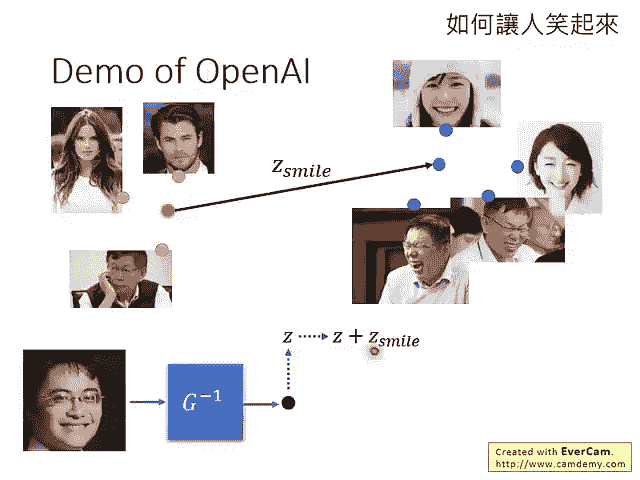 如何讓人笑起來
Demo of OpenAI
z_smile
z z + z_smile
G⁻¹
Created with EverCam.
http://www.camdemy.com